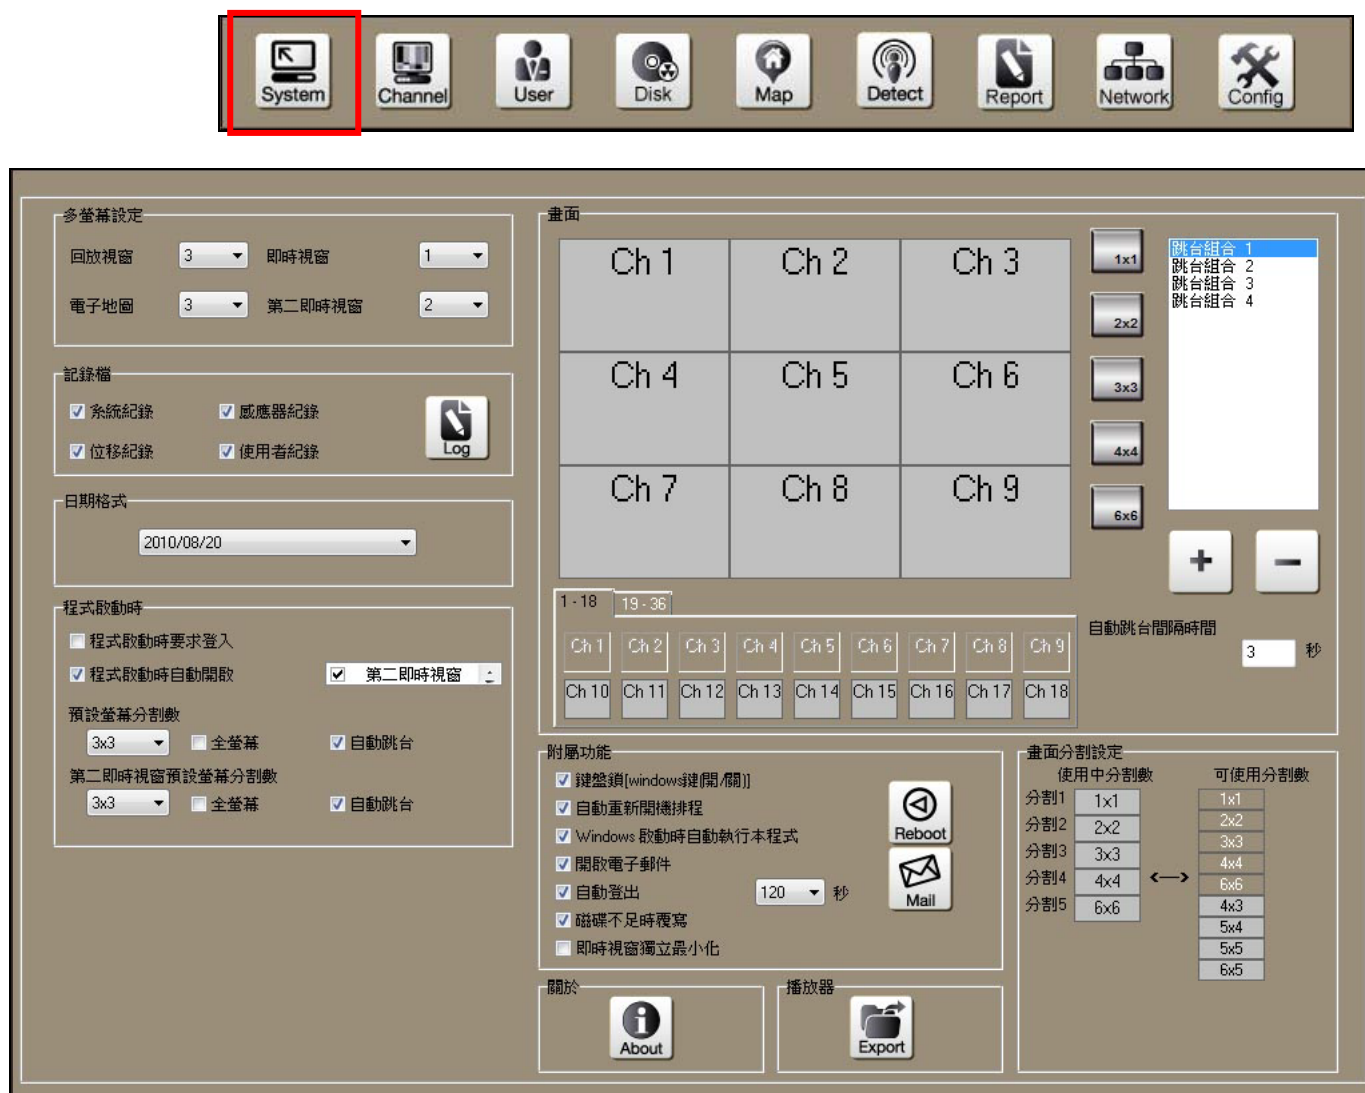 System Channel User Disk Map Detect Report Network Config
多螢幕設定
回放視窗 3 即時視窗 1
電子地圖 3 第二即時視窗 2
記錄檔
系統紀錄 感應器紀錄
位移紀錄 使用者紀錄
Log
日期格式
2010/08/20
程式啟動時
程式啟動時要求登入
程式啟動時自動開啟 第二即時視窗
預設螢幕分割數
3x3 全螢幕 自動跳台
第二即時視窗預設螢幕分割數
3x3 全螢幕 自動跳台
畫面
Ch 1 Ch 2 Ch 3
Ch 4 Ch 5 Ch 6
Ch 7 Ch 8 Ch 9
1x1
2x2
3x3
4x4
6x6
跳台組合 1
跳台組合 2
跳台組合 3
跳台組合 4
+ −
1 - 18 19 - 36
Ch 1 Ch 2 Ch 3 Ch 4 Ch 5 Ch 6 Ch 7 Ch 8 Ch 9
Ch 10 Ch 11 Ch 12 Ch 13 Ch 14 Ch 15 Ch 16 Ch 17 Ch 18
自動跳台間隔時間
3 秒
附屬功能
鍵盤鎖[windows鍵(開/關)]
自動重新開機排程
Windows 啟動時自動執行本程式
開啟電子郵件
自動登出 120 秒
磁碟不足時覆寫
即時視窗獨立最小化
Reboot
Mail
畫面分割設定
使用中分割數 可使用分割數
分割1 1x1
分割2 2x2
分割3 3x3
分割4 4x4
分割5 6x6
<—>
1x1
2x2
3x3
4x4
6x6
4x3
5x4
5x5
6x5
關於
About
播放器
Export